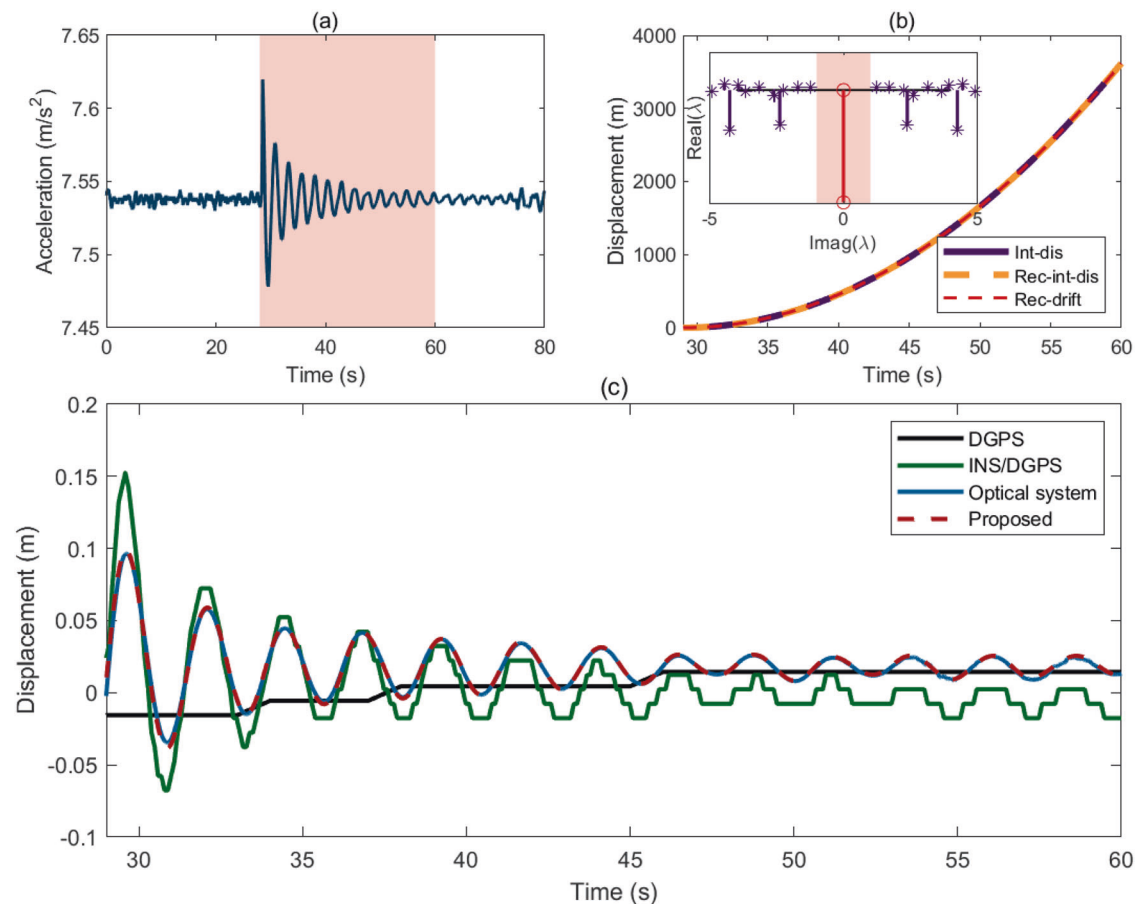 (a)
7.65
7.6
7.55
7.5
7.45
Acceleration (m/s²)
0 20 40 60 80
Time (s)
(b)
4000
3000
2000
1000
0
Displacement (m)
Real(λ)
-5 0 5
Imag(λ)
Int-dis
Rec-int-dis
Rec-drift
30 35 40 45 50 55 60
Time (s)
(c)
0.2
0.15
0.1
0.05
0
-0.05
-0.1
Displacement (m)
DGPS
INS/DGPS
Optical system
Proposed
30 35 40 45 50 55 60
Time (s)